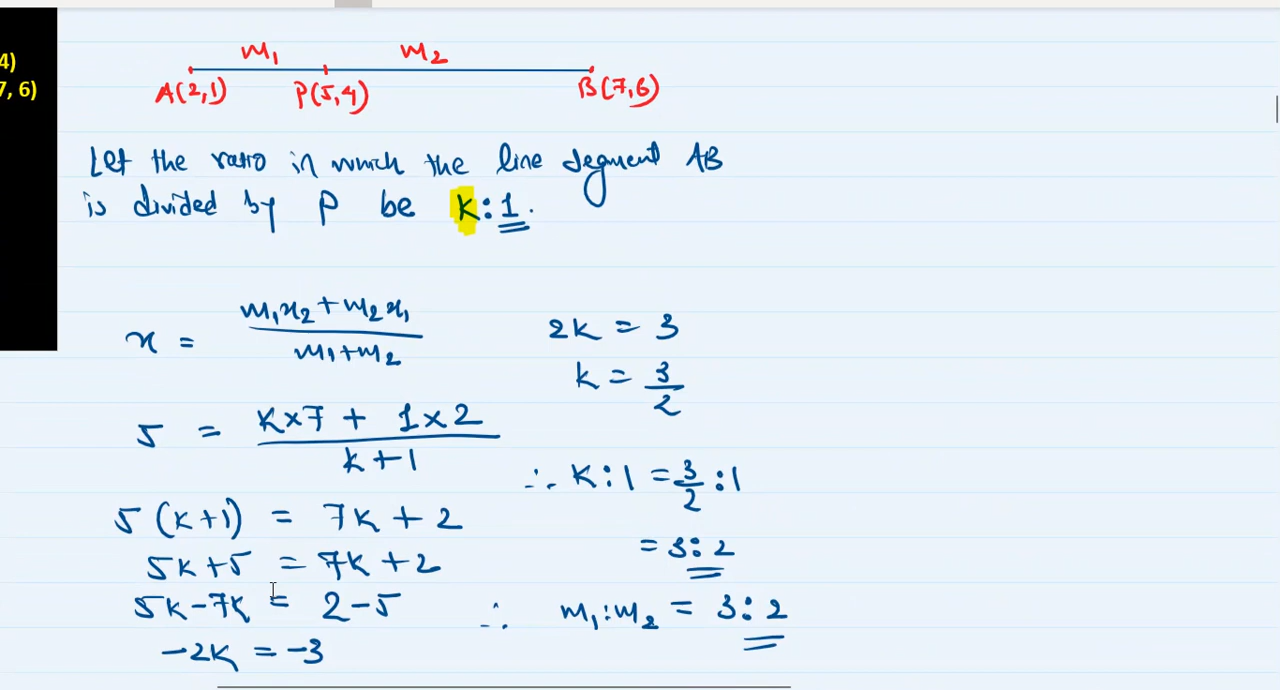 4)
7, 6)
m₁ m₂
A(2,1) P(5,4) B(7,6)
Let the ratio in which the line segment AB
is divided by P be K:1.
x = (m₁x₂+m₂x₁)/(m₁+m₂)
5 = (K×7 + 1×2)/(k+1)
5(k+1) = 7k+2
5k+5 = 7k+2
5k-7k = 2-5
-2k = -3
2k = 3
k = 3/2
∴ K:1 = 3/2 :1
= 3:2
∴ m₁:m₂ = 3:2